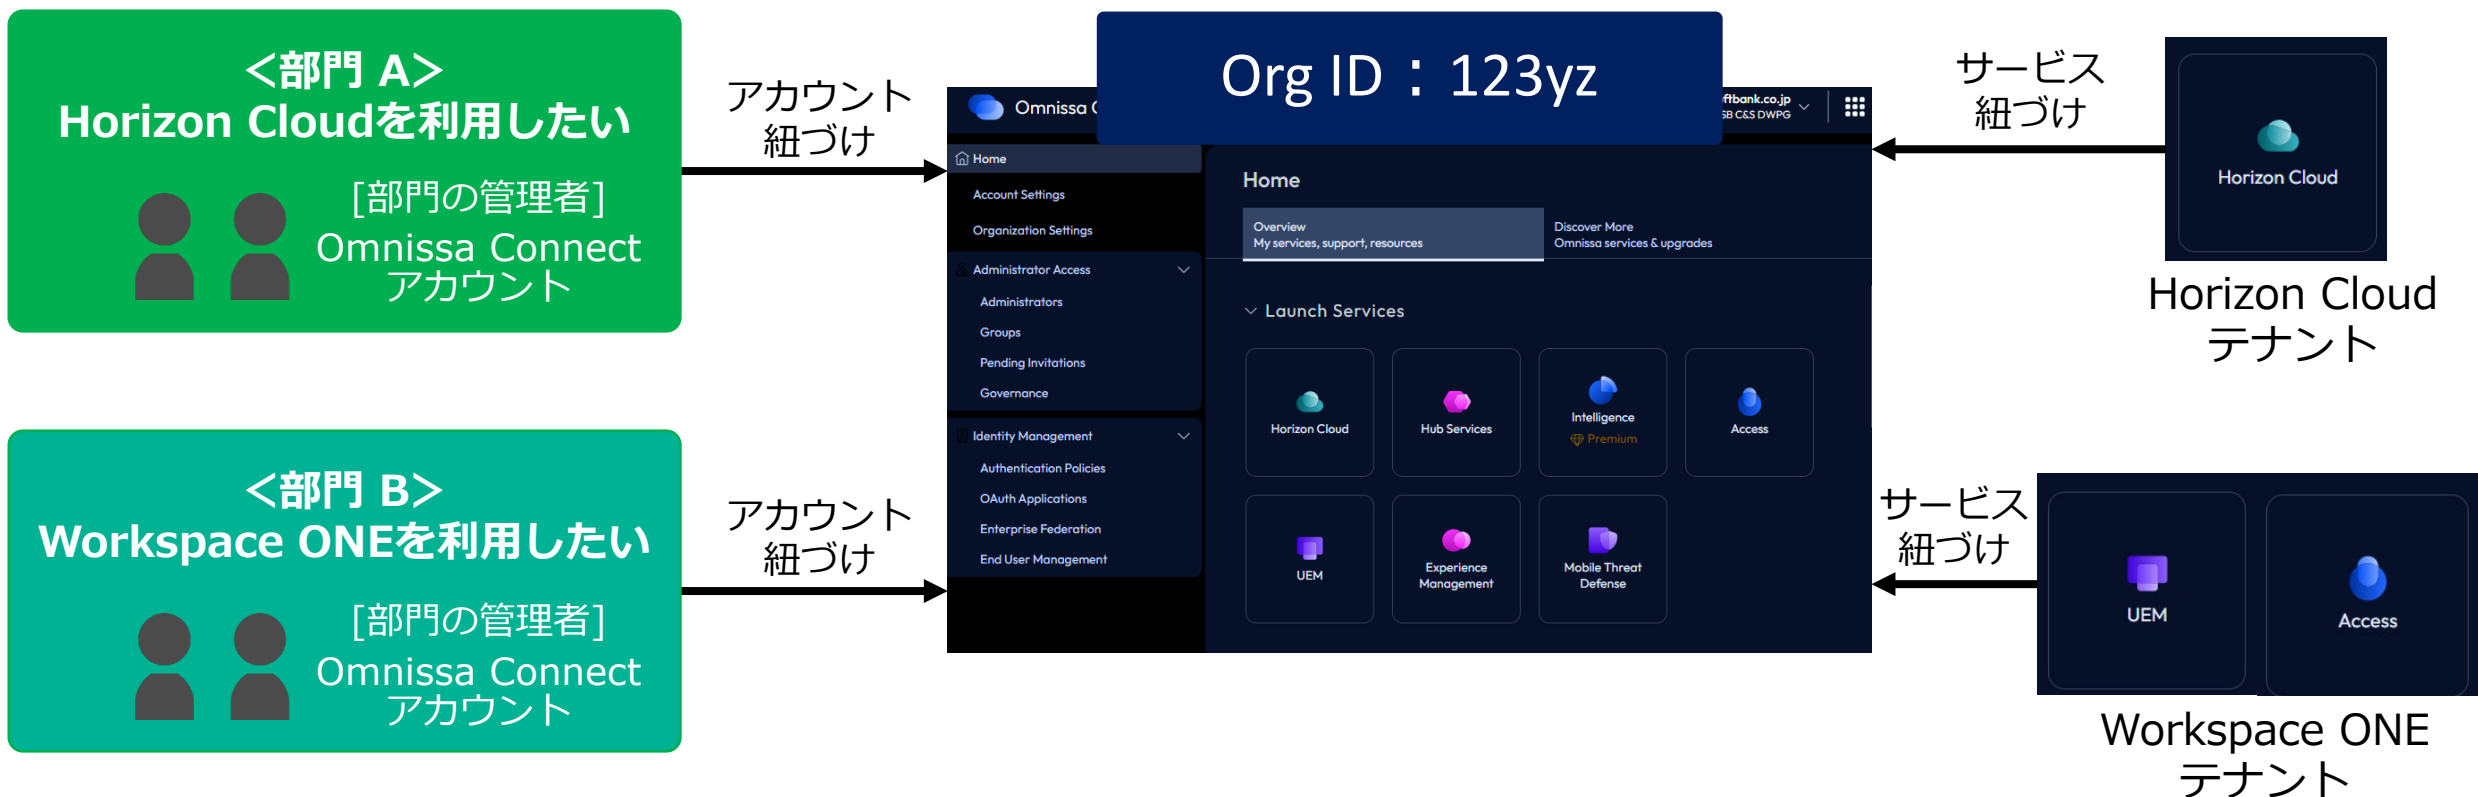 ＜部門 A＞
Horizon Cloudを利用したい
[部門の管理者]
Omnissa Connect
アカウント
＜部門 B＞
Workspace ONEを利用したい
[部門の管理者]
Omnissa Connect
アカウント
アカウント
紐づけ
アカウント
紐づけ
Org ID：123yz
Omnissa
ftbank.co.jp
SB C&S DWPG
Home
Account Settings
Organization Settings
Administrator Access
Administrators
Groups
Pending Invitations
Governance
Identity Management
Authentication Policies
OAuth Applications
Enterprise Federation
End User Management
Home
Overview
My services, support, resources
Discover More
Omnissa services & upgrades
Launch Services
Horizon Cloud
Hub Services
Intelligence
Premium
Access
UEM
Experience
Management
Mobile Threat
Defense
サービス
紐づけ
Horizon Cloud
Horizon Cloud
テナント
サービス
紐づけ
UEM
Access
Workspace ONE
テナント